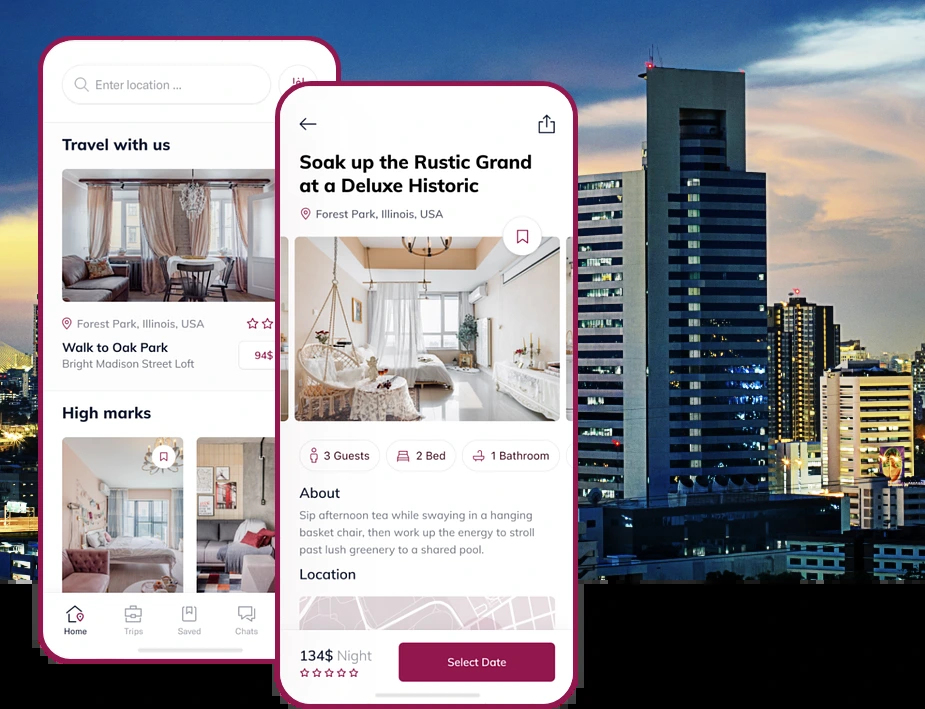 Enter location ...
Travel with us
Forest Park, Illinois, USA
Walk to Oak Park
Bright Madison Street Loft
94$
High marks
Home
Trips
Saved
Chats
Soak up the Rustic Grand
at a Deluxe Historic
Forest Park, Illinois, USA
3 Guests
2 Bed
1 Bathroom
About
Sip afternoon tea while swaying in a hanging
basket chair, then work up the energy to stroll
past lush greenery to a shared pool.
Location
134$ Night
Select Date